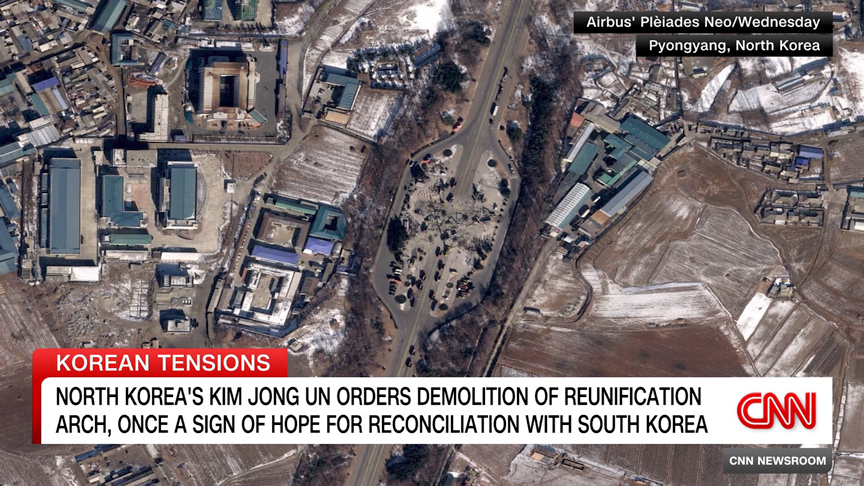 Airbus' Plèiades Neo/Wednesday
Pyongyang, North Korea
KOREAN TENSIONS
NORTH KOREA'S KIM JONG UN ORDERS DEMOLITION OF REUNIFICATION
ARCH, ONCE A SIGN OF HOPE FOR RECONCILIATION WITH SOUTH KOREA
CNN
CNN NEWSROOM